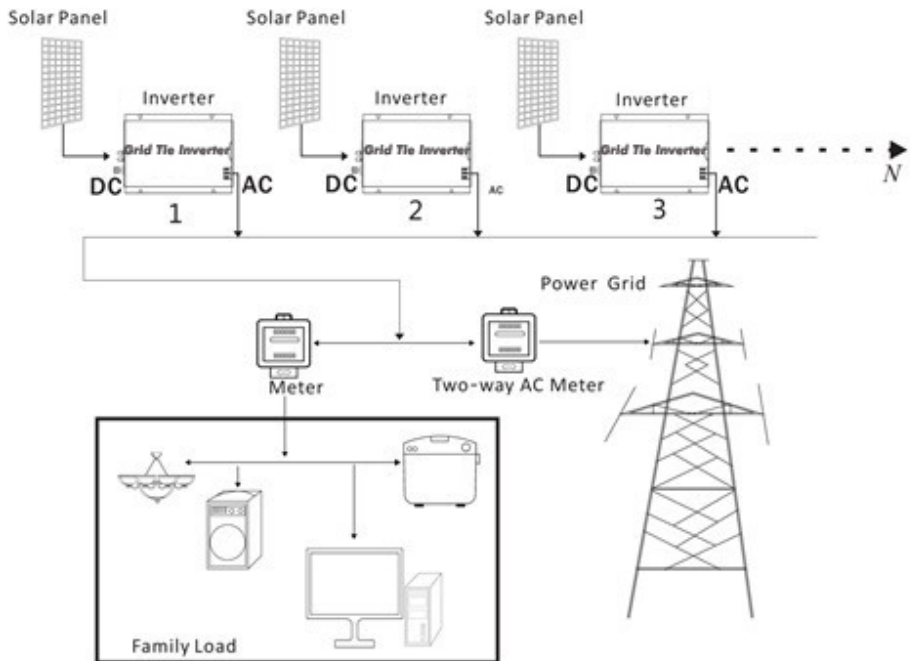 Solar Panel
Solar Panel
Solar Panel
Inverter
Inverter
Inverter
Grid Tie Inverter
Grid Tie Inverter
Grid Tie Inverter
DC
AC
DC
AC
DC
AC
N
1
2
3
Power Grid
Meter
Two-way AC Meter
Family Load